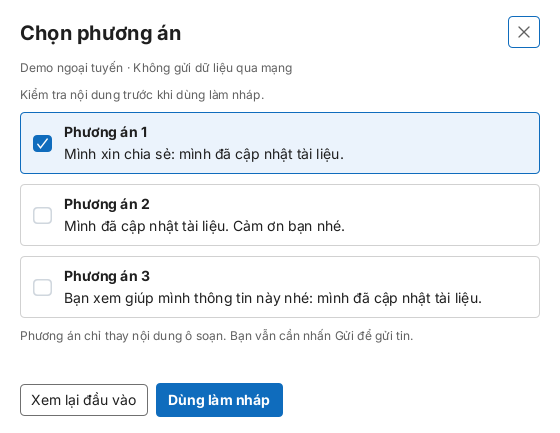 Chọn phương án
Demo ngoại tuyến · Không gửi dữ liệu qua mạng
Kiểm tra nội dung trước khi dùng làm nháp.
Phương án 1
Mình xin chia sẻ: mình đã cập nhật tài liệu.
Phương án 2
Mình đã cập nhật tài liệu. Cảm ơn bạn nhé.
Phương án 3
Bạn xem giúp mình thông tin này nhé: mình đã cập nhật tài liệu.
Phương án chỉ thay nội dung ô soạn. Bạn vẫn cần nhấn Gửi để gửi tin.
Xem lại đầu vào
Dùng làm nháp